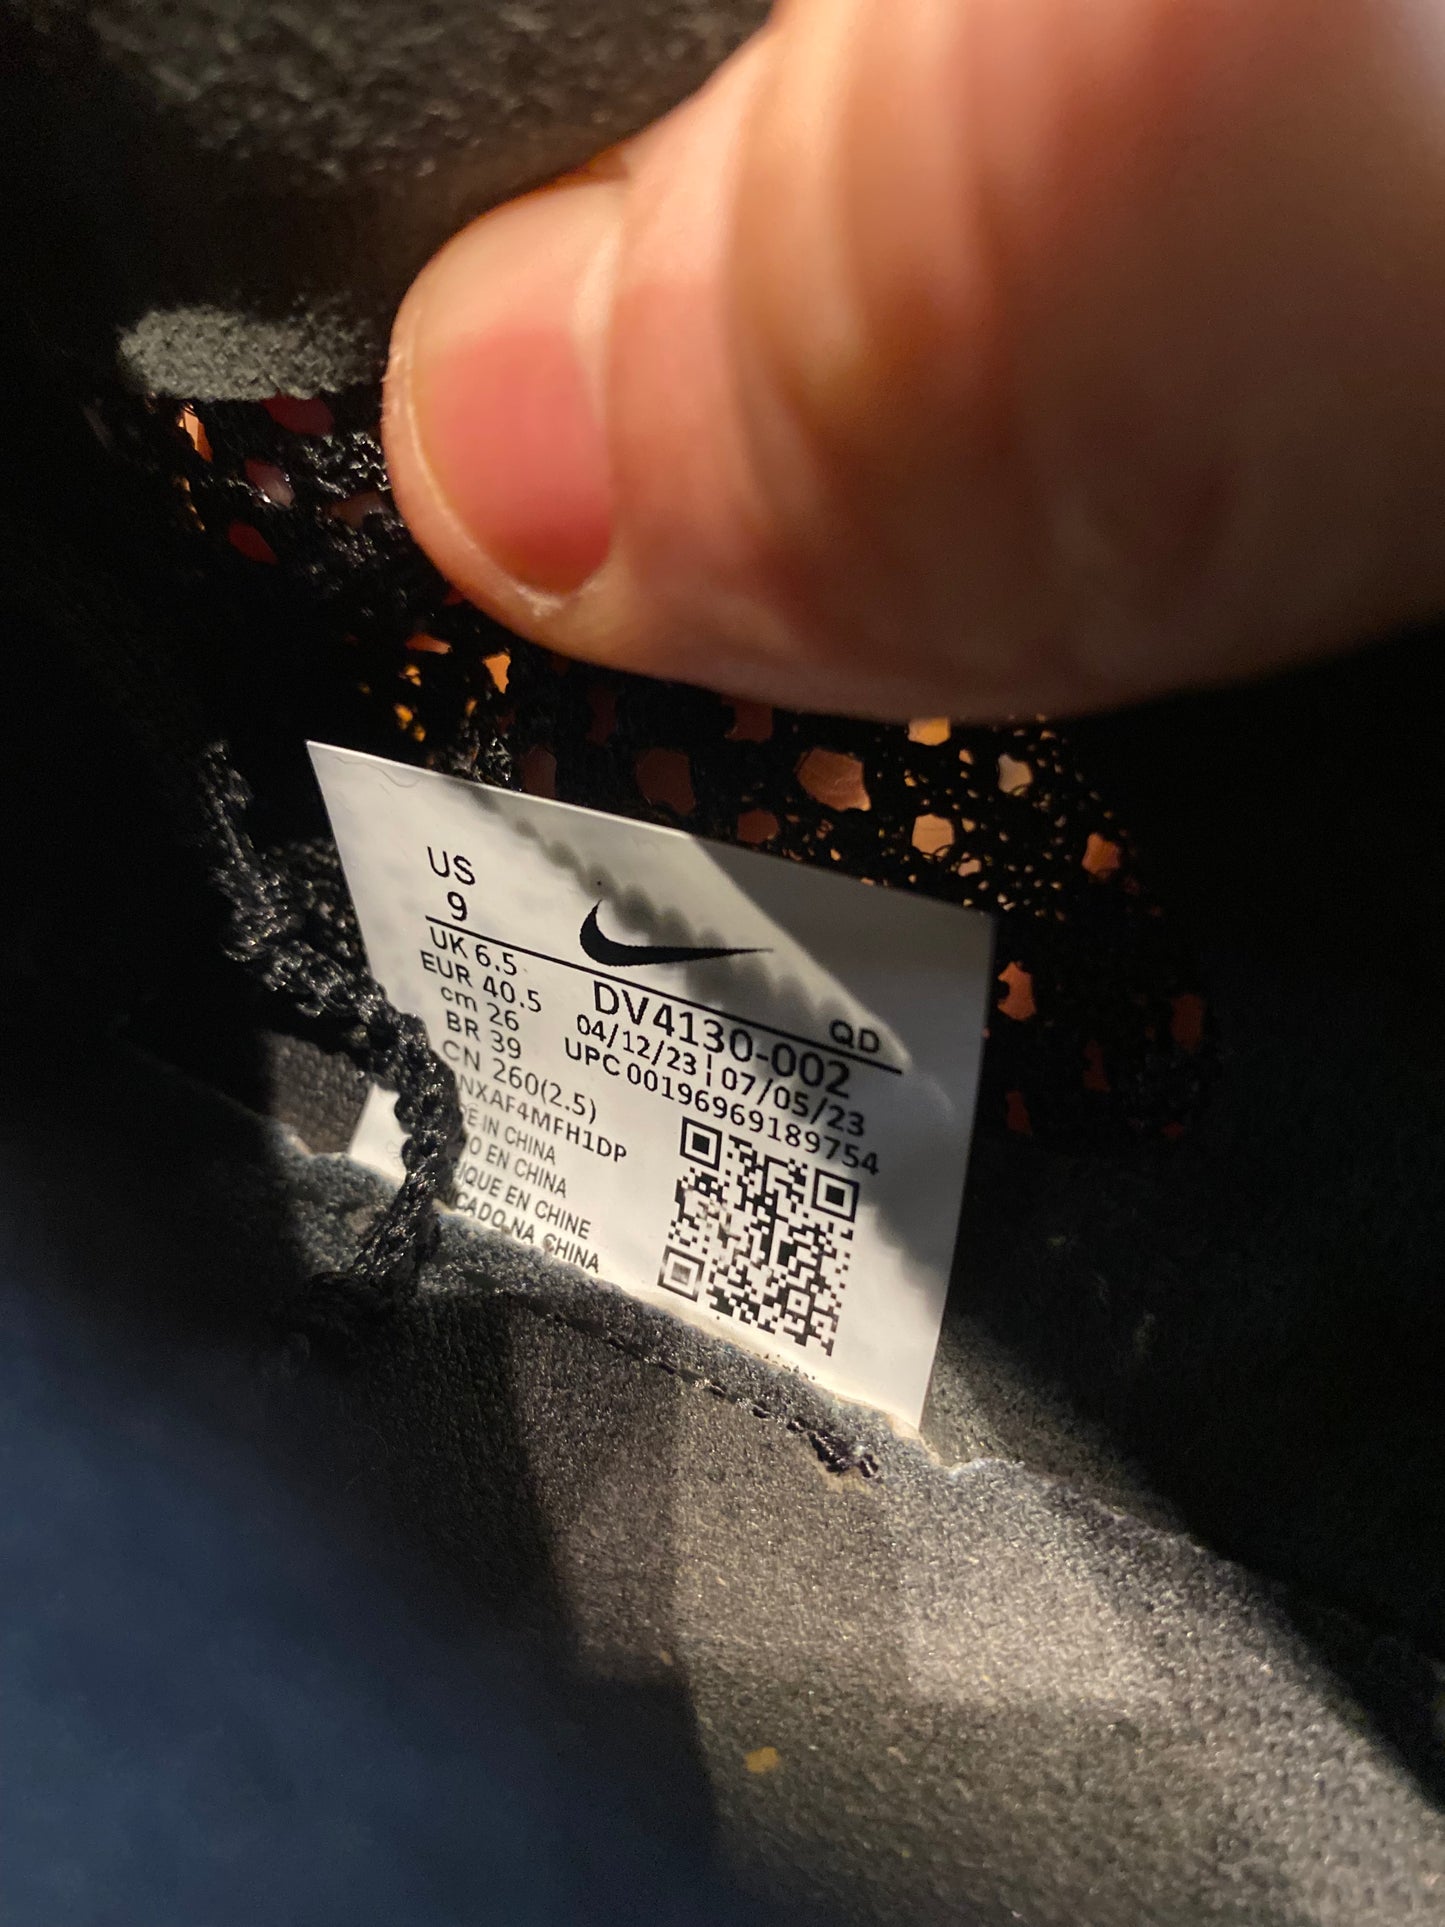 US
9
UK 6.5
EUR 40.5
cm 26
BR 39
CN 260(2.5)
NXAF4MFH1DP
IN CHINA
EN CHINA
EN CHINE
NA CHINA
QD
DV4130-002
04/12/23 | 07/05/23
UPC 00196969189754